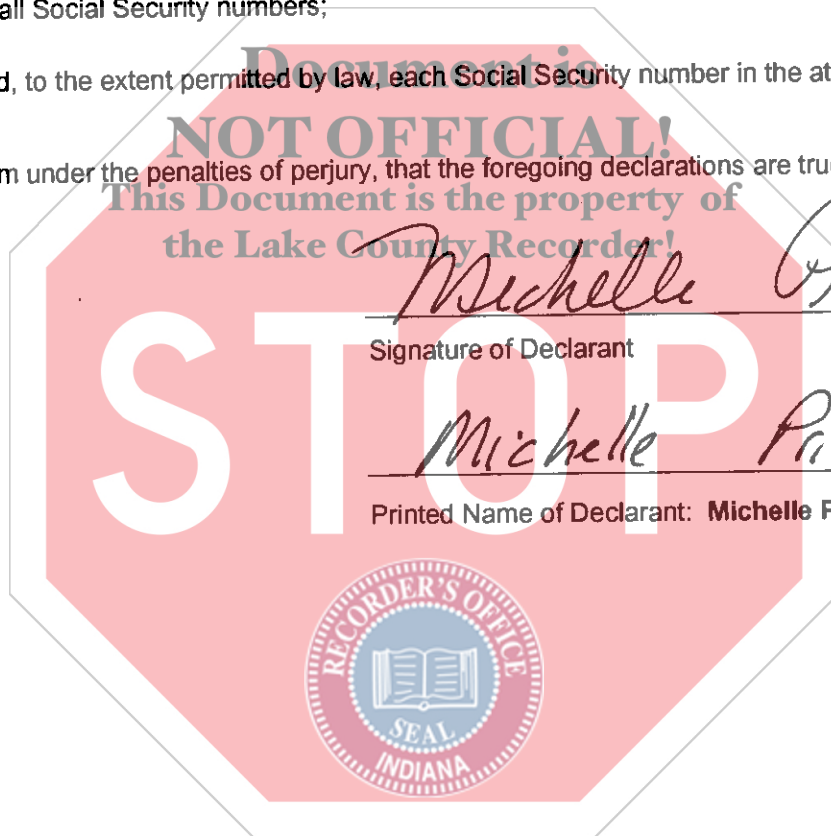 all Social Security numbers;
Document is
d, to the extent permitted by law, each Social Security number in the at
NOT OFFICIAL!
m under the penalties of perjury, that the foregoing declarations are tru
This Document is the property of
the Lake County Recorder!
Michelle
Signature of Declarant
STOP
Michelle Pri
Printed Name of Declarant: Michelle P
RECORDER'S OFFICE
SEAL
INDIANA